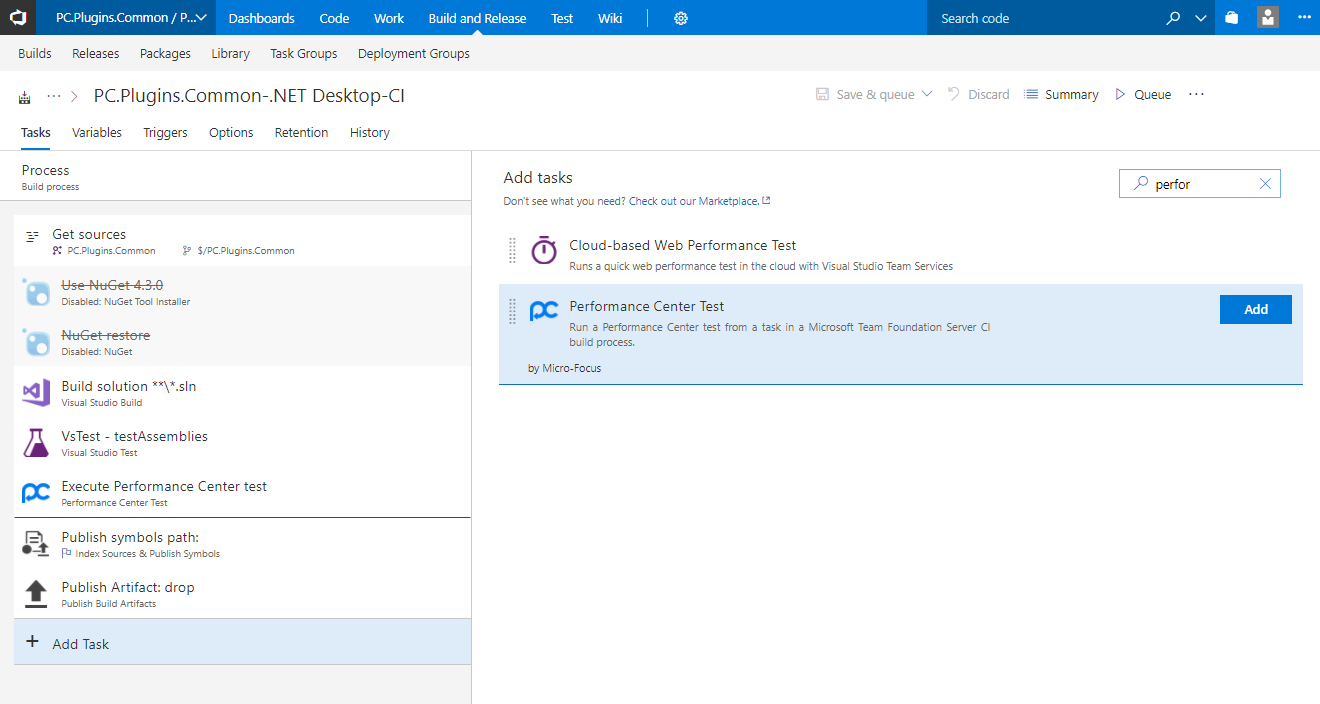 PC.Plugins.Common / P...
Dashboards
Code
Work
Build and Release
Test
Wiki
Search code
Builds
Releases
Packages
Library
Task Groups
Deployment Groups
PC.Plugins.Common-.NET Desktop-CI
Save & queue
Discard
Summary
Queue
Tasks
Variables
Triggers
Options
Retention
History
Process
Build process
Get sources
PC.Plugins.Common
$/PC.Plugins.Common
Use NuGet 4.3.0
Disabled: NuGet Tool Installer
NuGet restore
Disabled: NuGet
Build solution **\*.sln
Visual Studio Build
VsTest - testAssemblies
Visual Studio Test
Execute Performance Center test
Performance Center Test
Publish symbols path:
Index Sources & Publish Symbols
Publish Artifact: drop
Publish Build Artifacts
+ Add Task
Add tasks
Don't see what you need? Check out our Marketplace.
perfor
Cloud-based Web Performance Test
Runs a quick web performance test in the cloud with Visual Studio Team Services
Performance Center Test
Run a Performance Center test from a task in a Microsoft Team Foundation Server CI
build process.
by Micro-Focus
Add